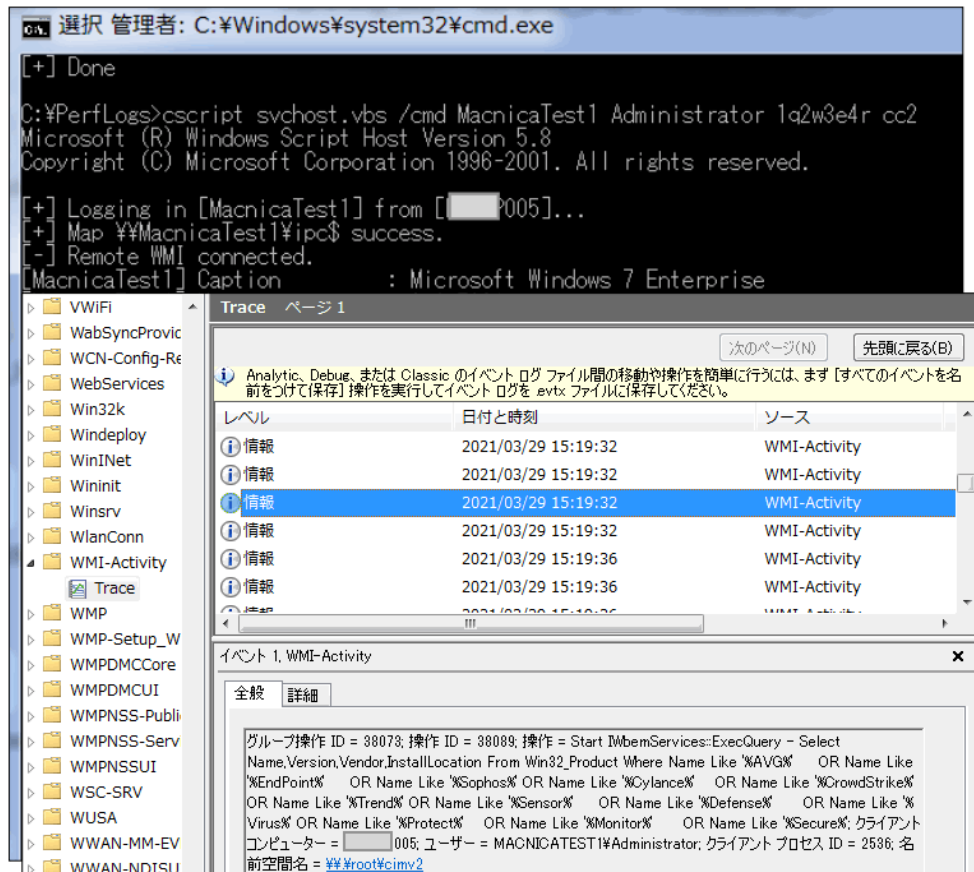 選択 管理者: C:¥Windows¥system32¥cmd.exe
[+] Done
C:¥PerfLogs>cscript svchost.vbs /cmd MacnicaTest1 Administrator 1q2w3e4r cc2
Microsoft (R) Windows Script Host Version 5.8
Copyright (C) Microsoft Corporation 1996-2001. All rights reserved.
[+] Logging in [MacnicaTest1] from [ 005]...
[+] Map ¥¥MacnicaTest1¥ipc$ success.
[-] Remote WMI connected.
[MacnicaTest1] Caption : Microsoft Windows 7 Enterprise
VWiFi
WabSyncProvic
WCN-Config-Re
WebServices
Win32k
Windeploy
WinINet
Wininit
Winsrv
WlanConn
WMI-Activity
Trace
WMP
WMP-Setup_W
WMPDMCCore
WMPDMCUI
WMPNSS-Publi
WMPNSS-Serv
WMPNSSUI
WSC-SRV
WUSA
WWAN-MM-EV
WWAN-NDISU
Trace ページ 1
次のページ(N) 先頭に戻る(B)
Analytic、Debug、または Classic のイベント ログ ファイル間の移動や操作を簡単に行うには、まず [すべてのイベントを名
前をつけて保存] 操作を実行してイベント ログを .evtx ファイルに保存してください。
レベル 日付と時刻 ソース
情報 2021/03/29 15:19:32 WMI-Activity
情報 2021/03/29 15:19:32 WMI-Activity
情報 2021/03/29 15:19:32 WMI-Activity
情報 2021/03/29 15:19:32 WMI-Activity
情報 2021/03/29 15:19:36 WMI-Activity
情報 2021/03/29 15:19:36 WMI-Activity
イベント 1, WMI-Activity
全般 詳細
グループ操作 ID = 38073; 操作 ID = 38089; 操作 = Start IWbemServices::ExecQuery - Select
Name,Version,Vendor,InstallLocation From Win32_Product Where Name Like '%AVG%' OR Name Like
'%EndPoint%' OR Name Like '%Sophos%' OR Name Like '%Cylance%' OR Name Like '%CrowdStrike%'
OR Name Like '%Trend%' OR Name Like '%Sensor%' OR Name Like '%Defense%' OR Name Like '%
Virus%' OR Name Like '%Protect%' OR Name Like '%Monitor%' OR Name Like '%Secure%'; クライアント
コンピューター = 005; ユーザー = MACNICATEST1¥Administrator; クライアント プロセス ID = 2536; 名
前空間名 = ¥¥.¥root¥cimv2